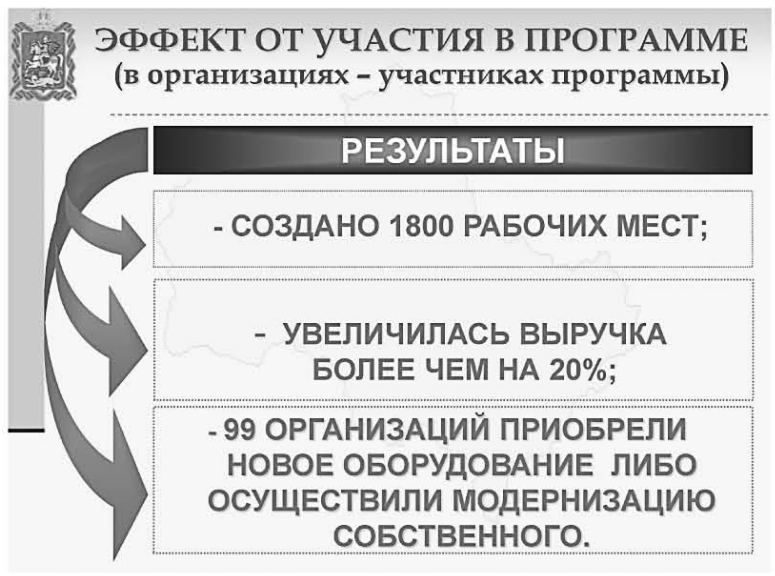 ЭФФЕКТ ОТ УЧАСТИЯ В ПРОГРАММЕ
(в организациях – участниках программы)
РЕЗУЛЬТАТЫ
- СОЗДАНО 1800 РАБОЧИХ МЕСТ;
- УВЕЛИЧИЛАСЬ ВЫРУЧКА
БОЛЕЕ ЧЕМ НА 20%;
- 99 ОРГАНИЗАЦИЙ ПРИОБРЕЛИ
НОВОЕ ОБОРУДОВАНИЕ ЛИБО
ОСУЩЕСТВИЛИ МОДЕРНИЗАЦИЮ
СОБСТВЕННОГО.